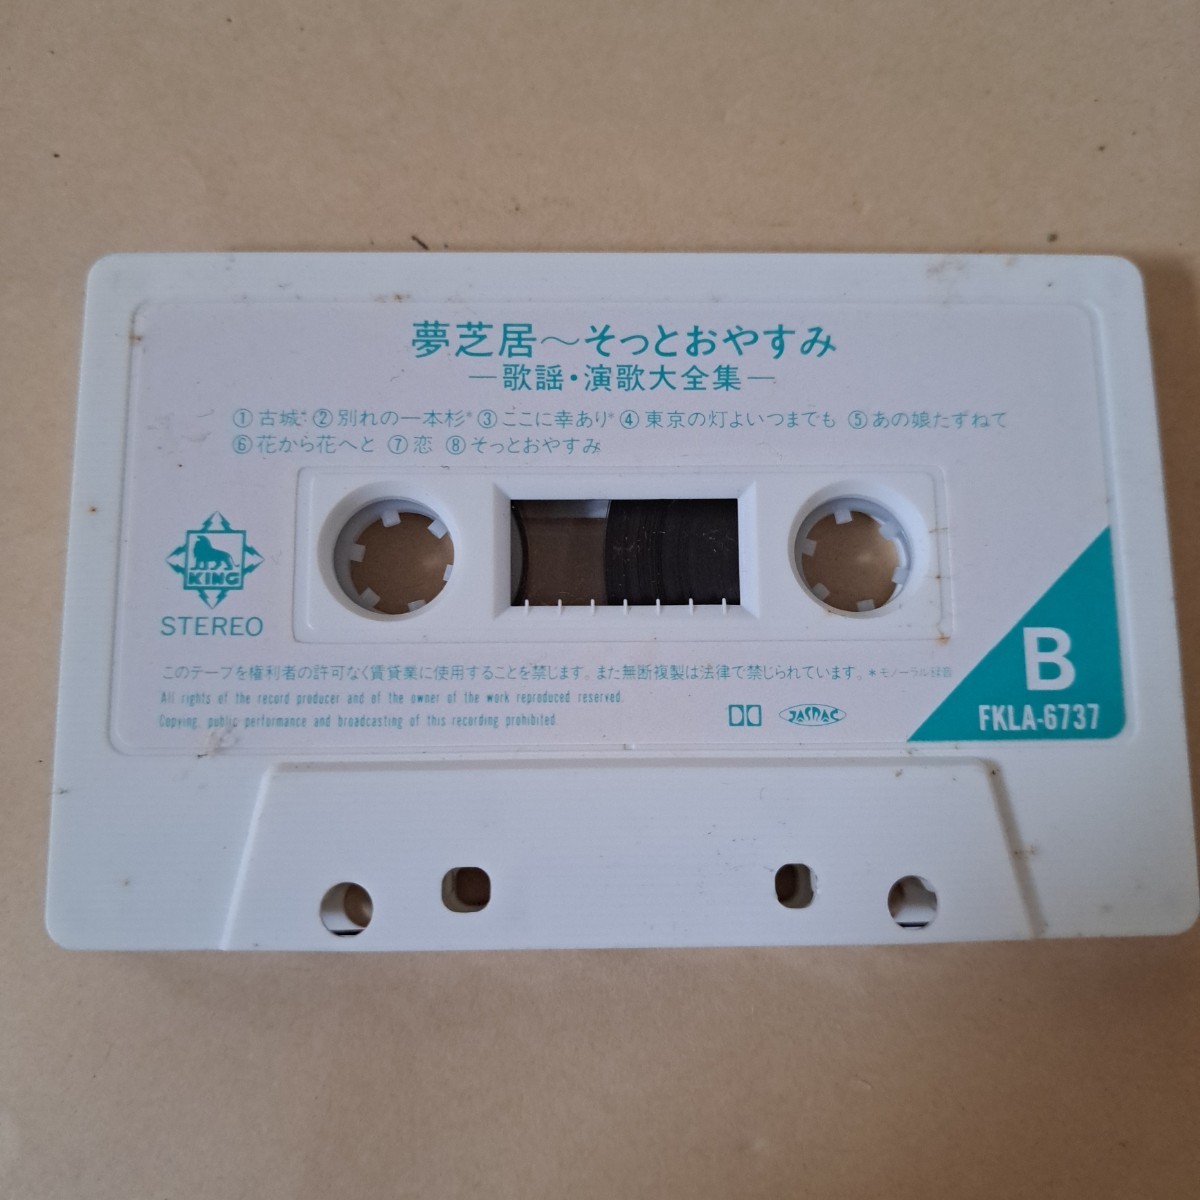 夢芝居～そっとおやすみ
—歌謡・演歌大全集—
①古城* ②別れの一本杉* ③ここに幸あり* ④東京の灯よいつまでも ⑤あの娘たずねて
⑥花から花へと ⑦恋 ⑧そっとおやすみ
KING
STEREO
このテープを権利者の許可なく賃貸業に使用することを禁じます。また無断複製は法律で禁じられています。*モノーラル録音
All rights of the record producer and of the owner of the work reproduced reserved.
Copying, public performance and broadcasting of this recording prohibited.
JASRAC
B
FKLA-6737